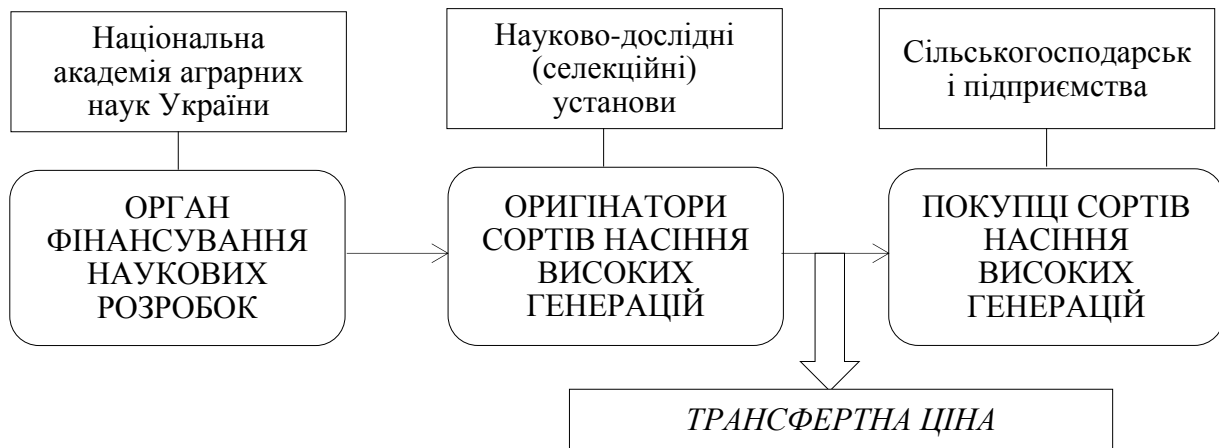 Національна
академія аграрних
наук України
Науково-дослідні
(селекційні)
установи
Сільськогосподарськ
і підприємства
ОРГАН
ФІНАНСУВАННЯ
НАУКОВИХ
РОЗРОБОК
ОРИГІНАТОРИ
СОРТІВ НАСІННЯ
ВИСОКИХ
ГЕНЕРАЦІЙ
ПОКУПЦІ СОРТІВ
НАСІННЯ
ВИСОКИХ
ГЕНЕРАЦІЙ
ТРАНСФЕРТНА ЦІНА